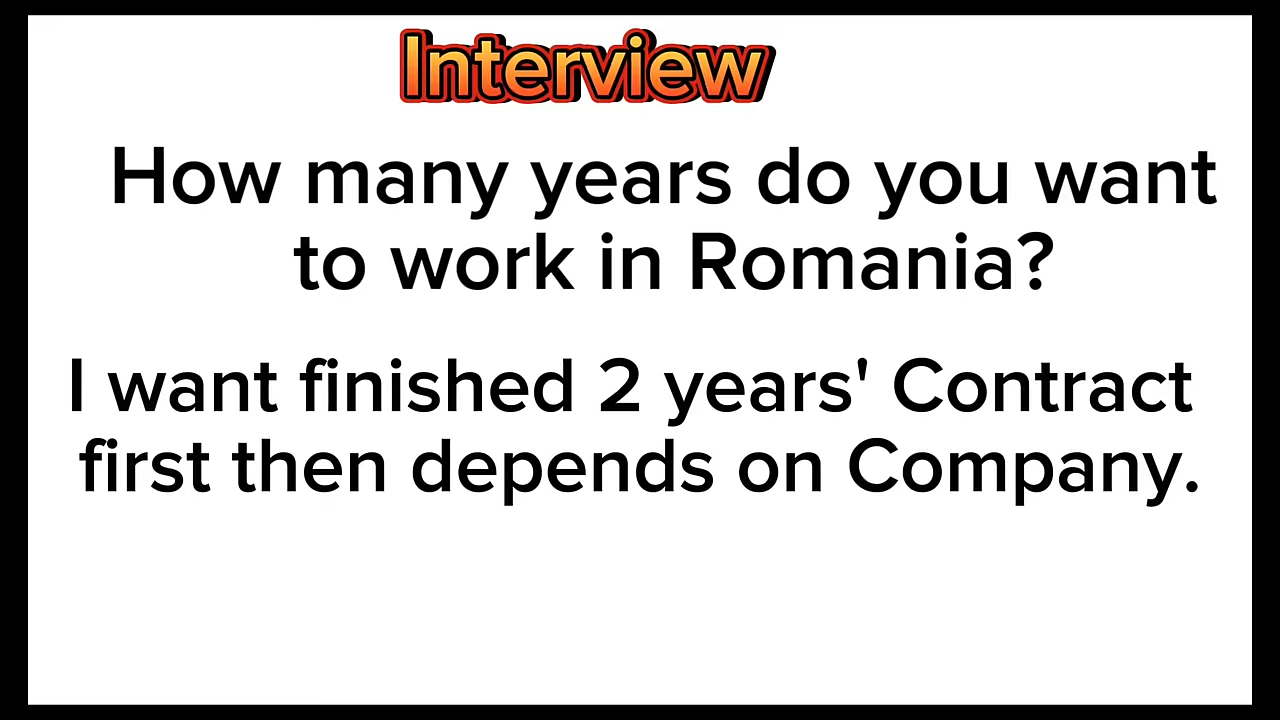 Interview
How many years do you want
to work in Romania?
I want finished 2 years' Contract
first then depends on Company.